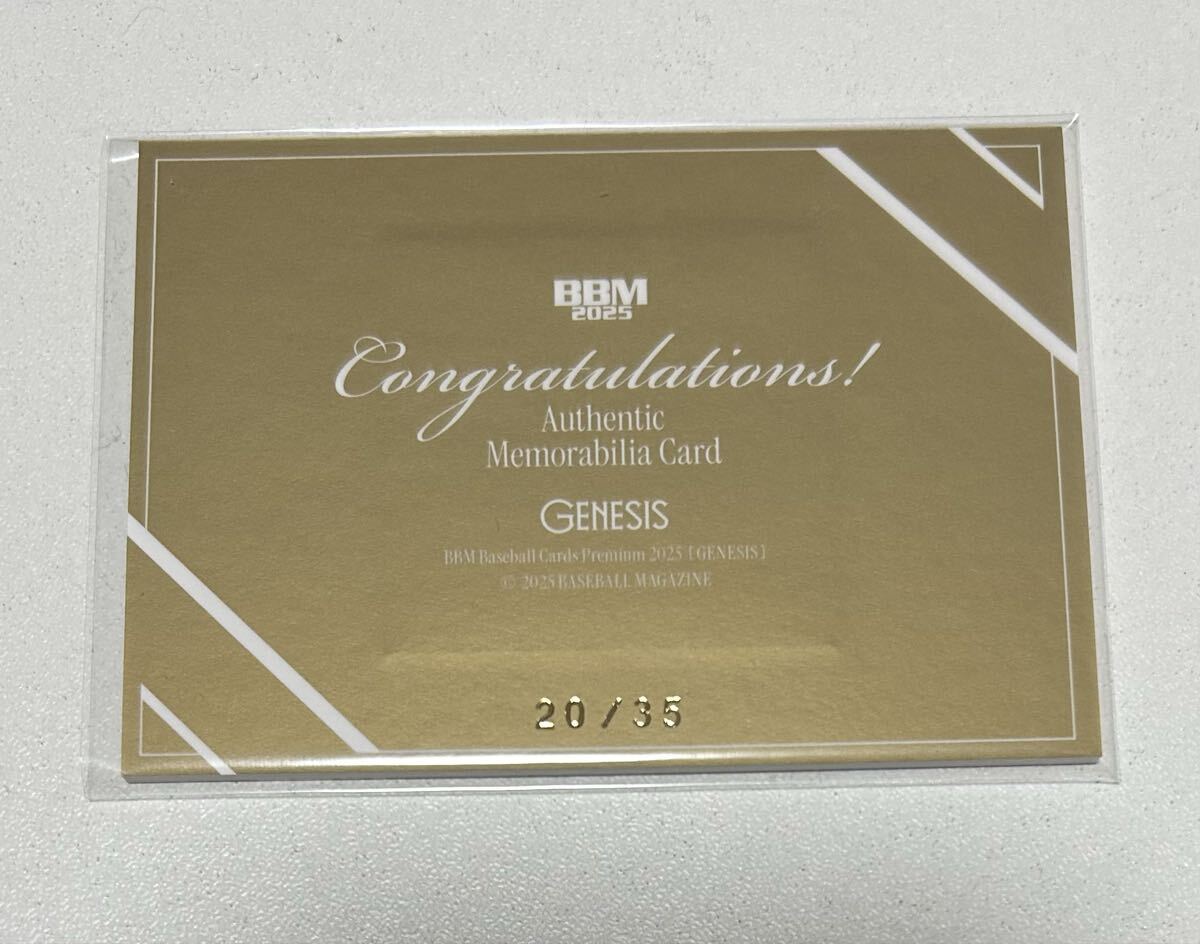 BBM
2025
Congratulations!
Authentic
Memorabilia Card
GENESIS
BBM Baseball Cards Premium 2025 [GENESIS]
© 2025 BASEBALL MAGAZINE
20/35